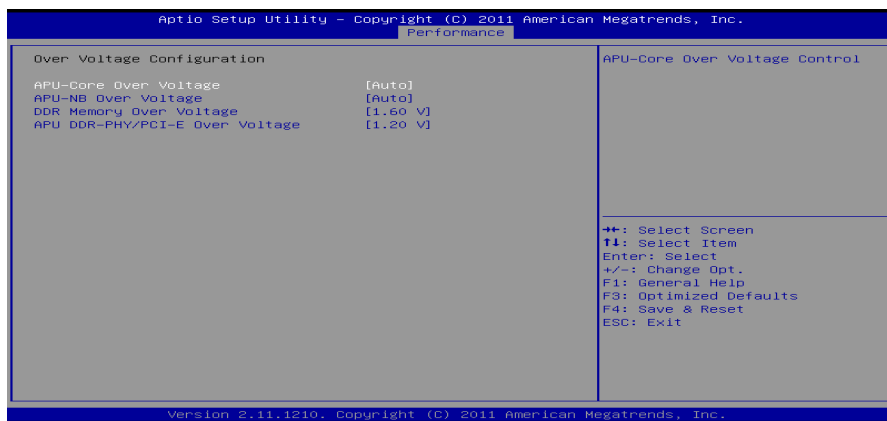 Aptio Setup Utility – Copyright (C) 2011 American Megatrends, Inc.
Performance
Over Voltage Configuration
APU-Core Over Voltage [Auto]
APU-NB Over Voltage [Auto]
DDR Memory Over Voltage [1.60 V]
APU DDR-PHY/PCI-E Over Voltage [1.20 V]
APU-Core Over Voltage Control
→←: Select Screen
↑↓: Select Item
Enter: Select
+/-: Change Opt.
F1: General Help
F3: Optimized Defaults
F4: Save & Reset
ESC: Exit
Version 2.11.1210. Copyright (C) 2011 American Megatrends, Inc.